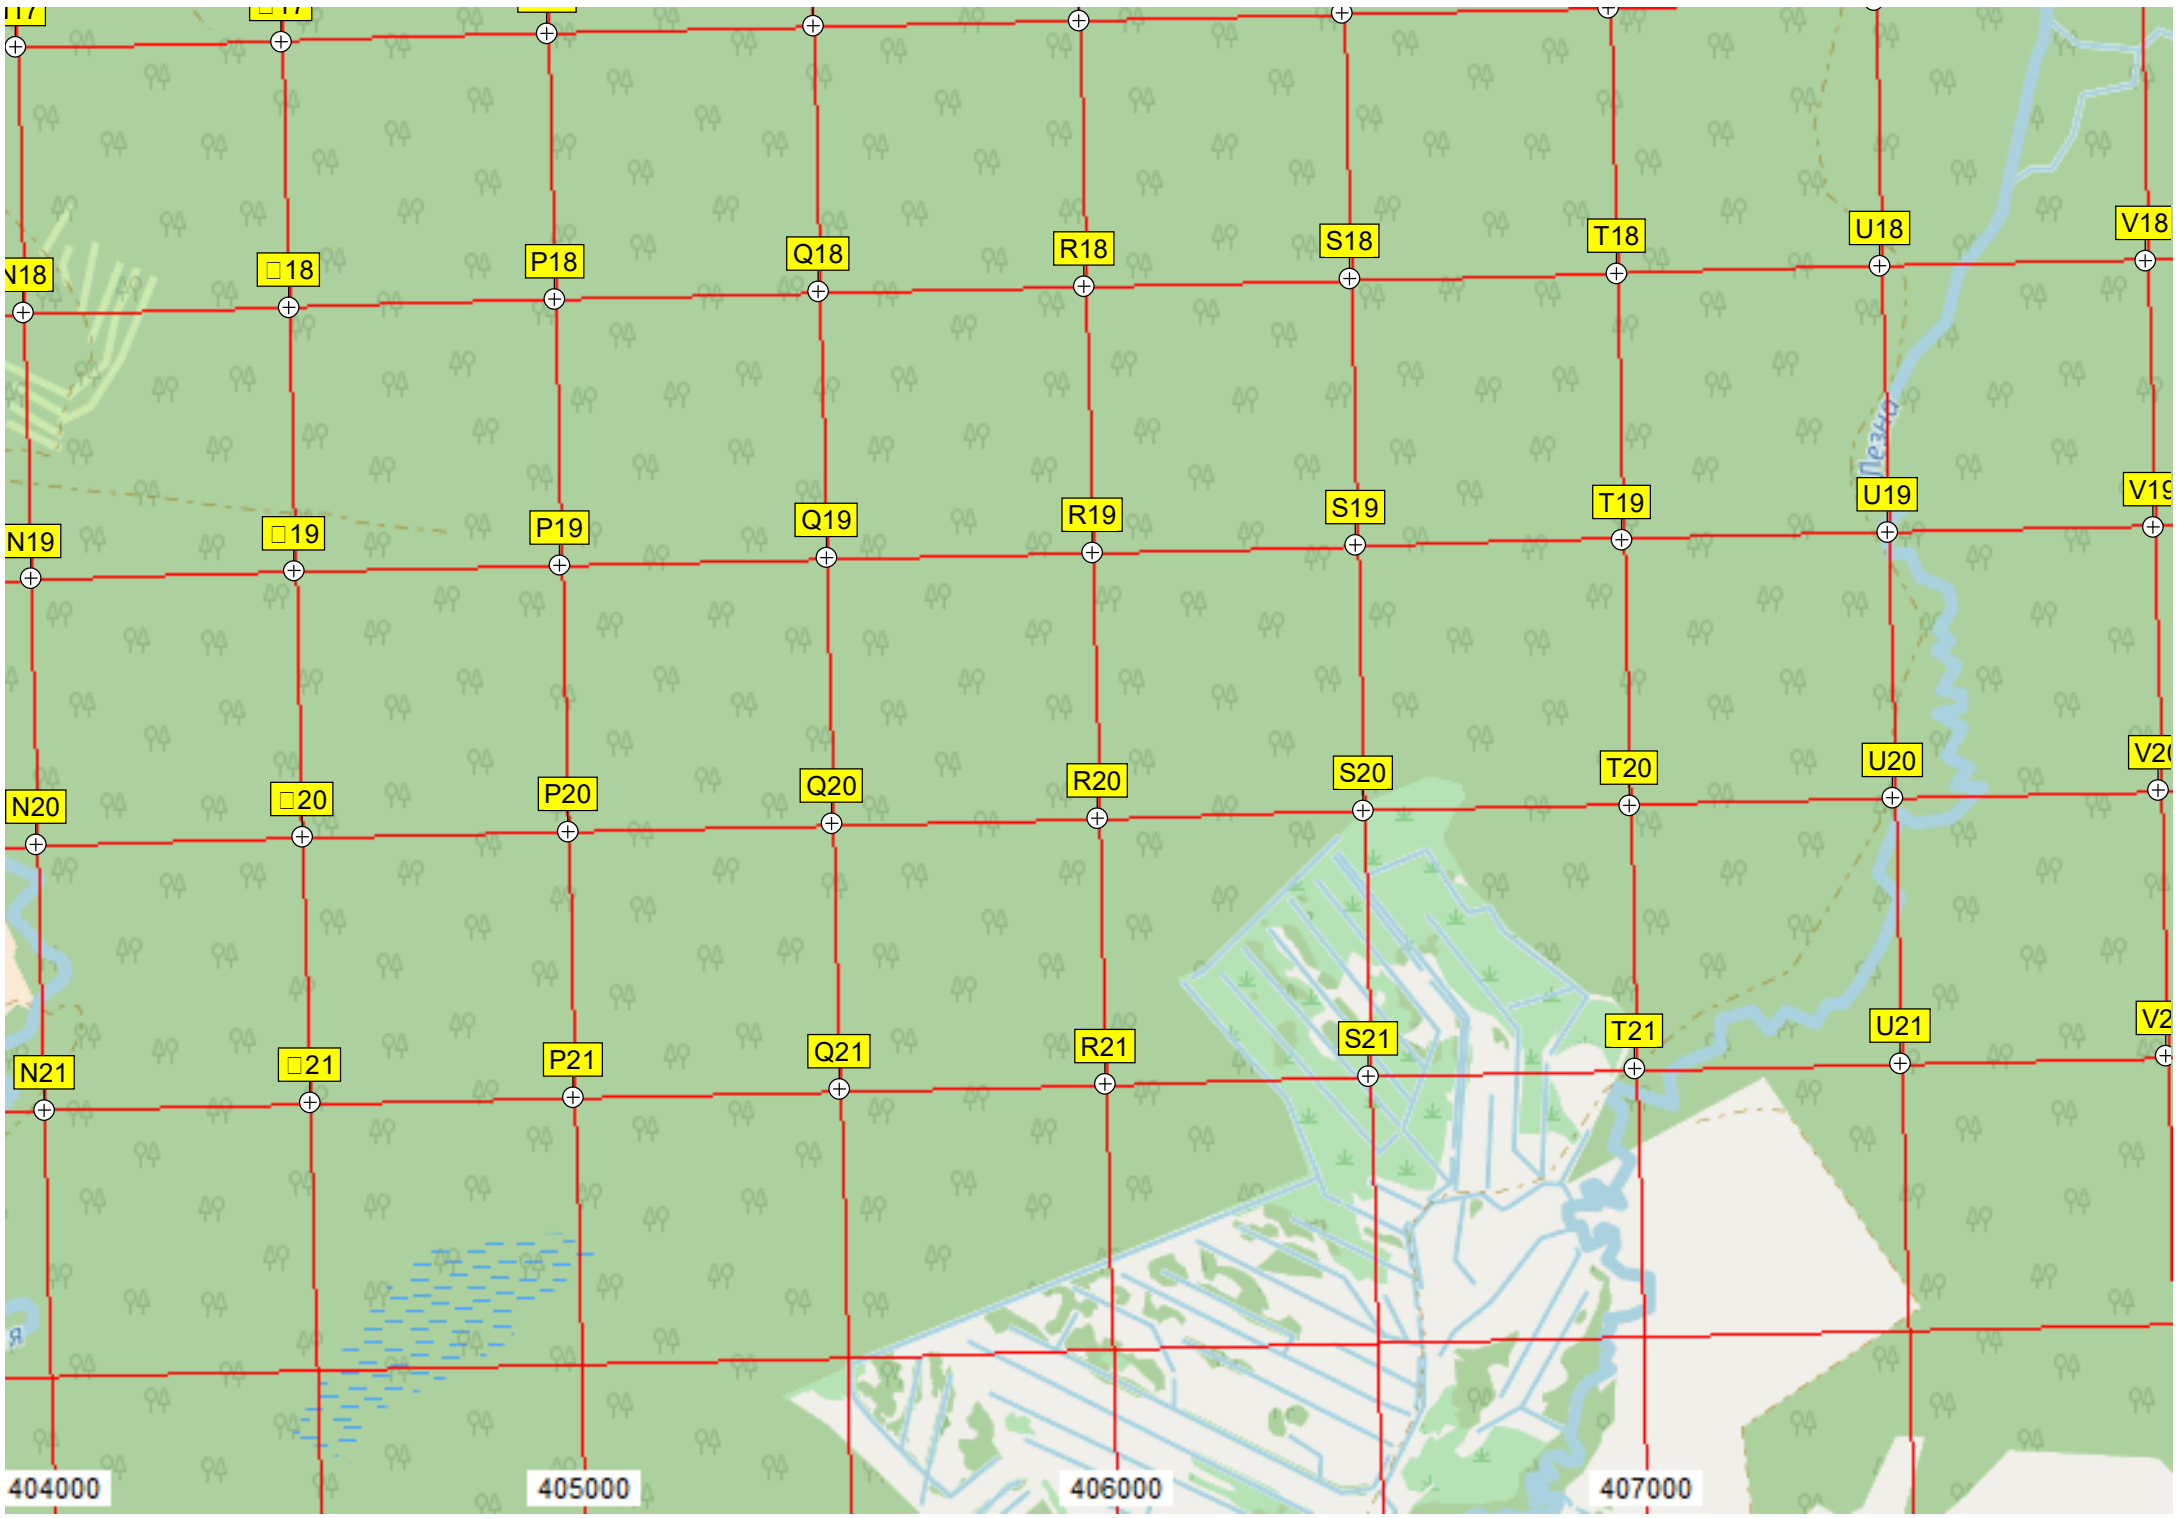 N18
□18
P18
Q18
R18
S18
T18
U18
V18
Пезна
N19
□19
P19
Q19
R19
S19
T19
U19
V19
N20
□20
P20
Q20
R20
S20
T20
U20
V20
N21
□21
P21
Q21
R21
S21
T21
U21
V2
я
404000
405000
406000
407000